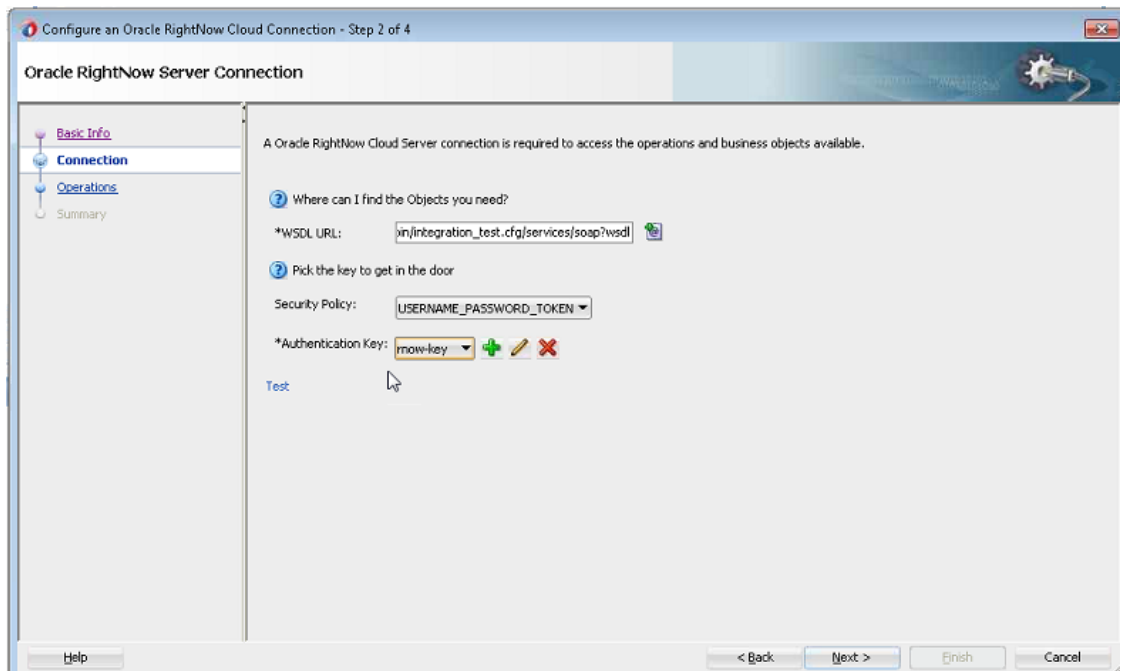 Configure an Oracle RightNow Cloud Connection - Step 2 of 4
Oracle RightNow Server Connection
Basic Info
Connection
Operations
Summary
A Oracle RightNow Cloud Server connection is required to access the operations and business objects available.
Where can I find the Objects you need?
*WSDL URL: in/integration_test.cfg/services/soap?wsdl
Pick the key to get in the door
Security Policy: USERNAME_PASSWORD_TOKEN
*Authentication Key: rnow-key
Test
Help
< Back Next > Finish Cancel